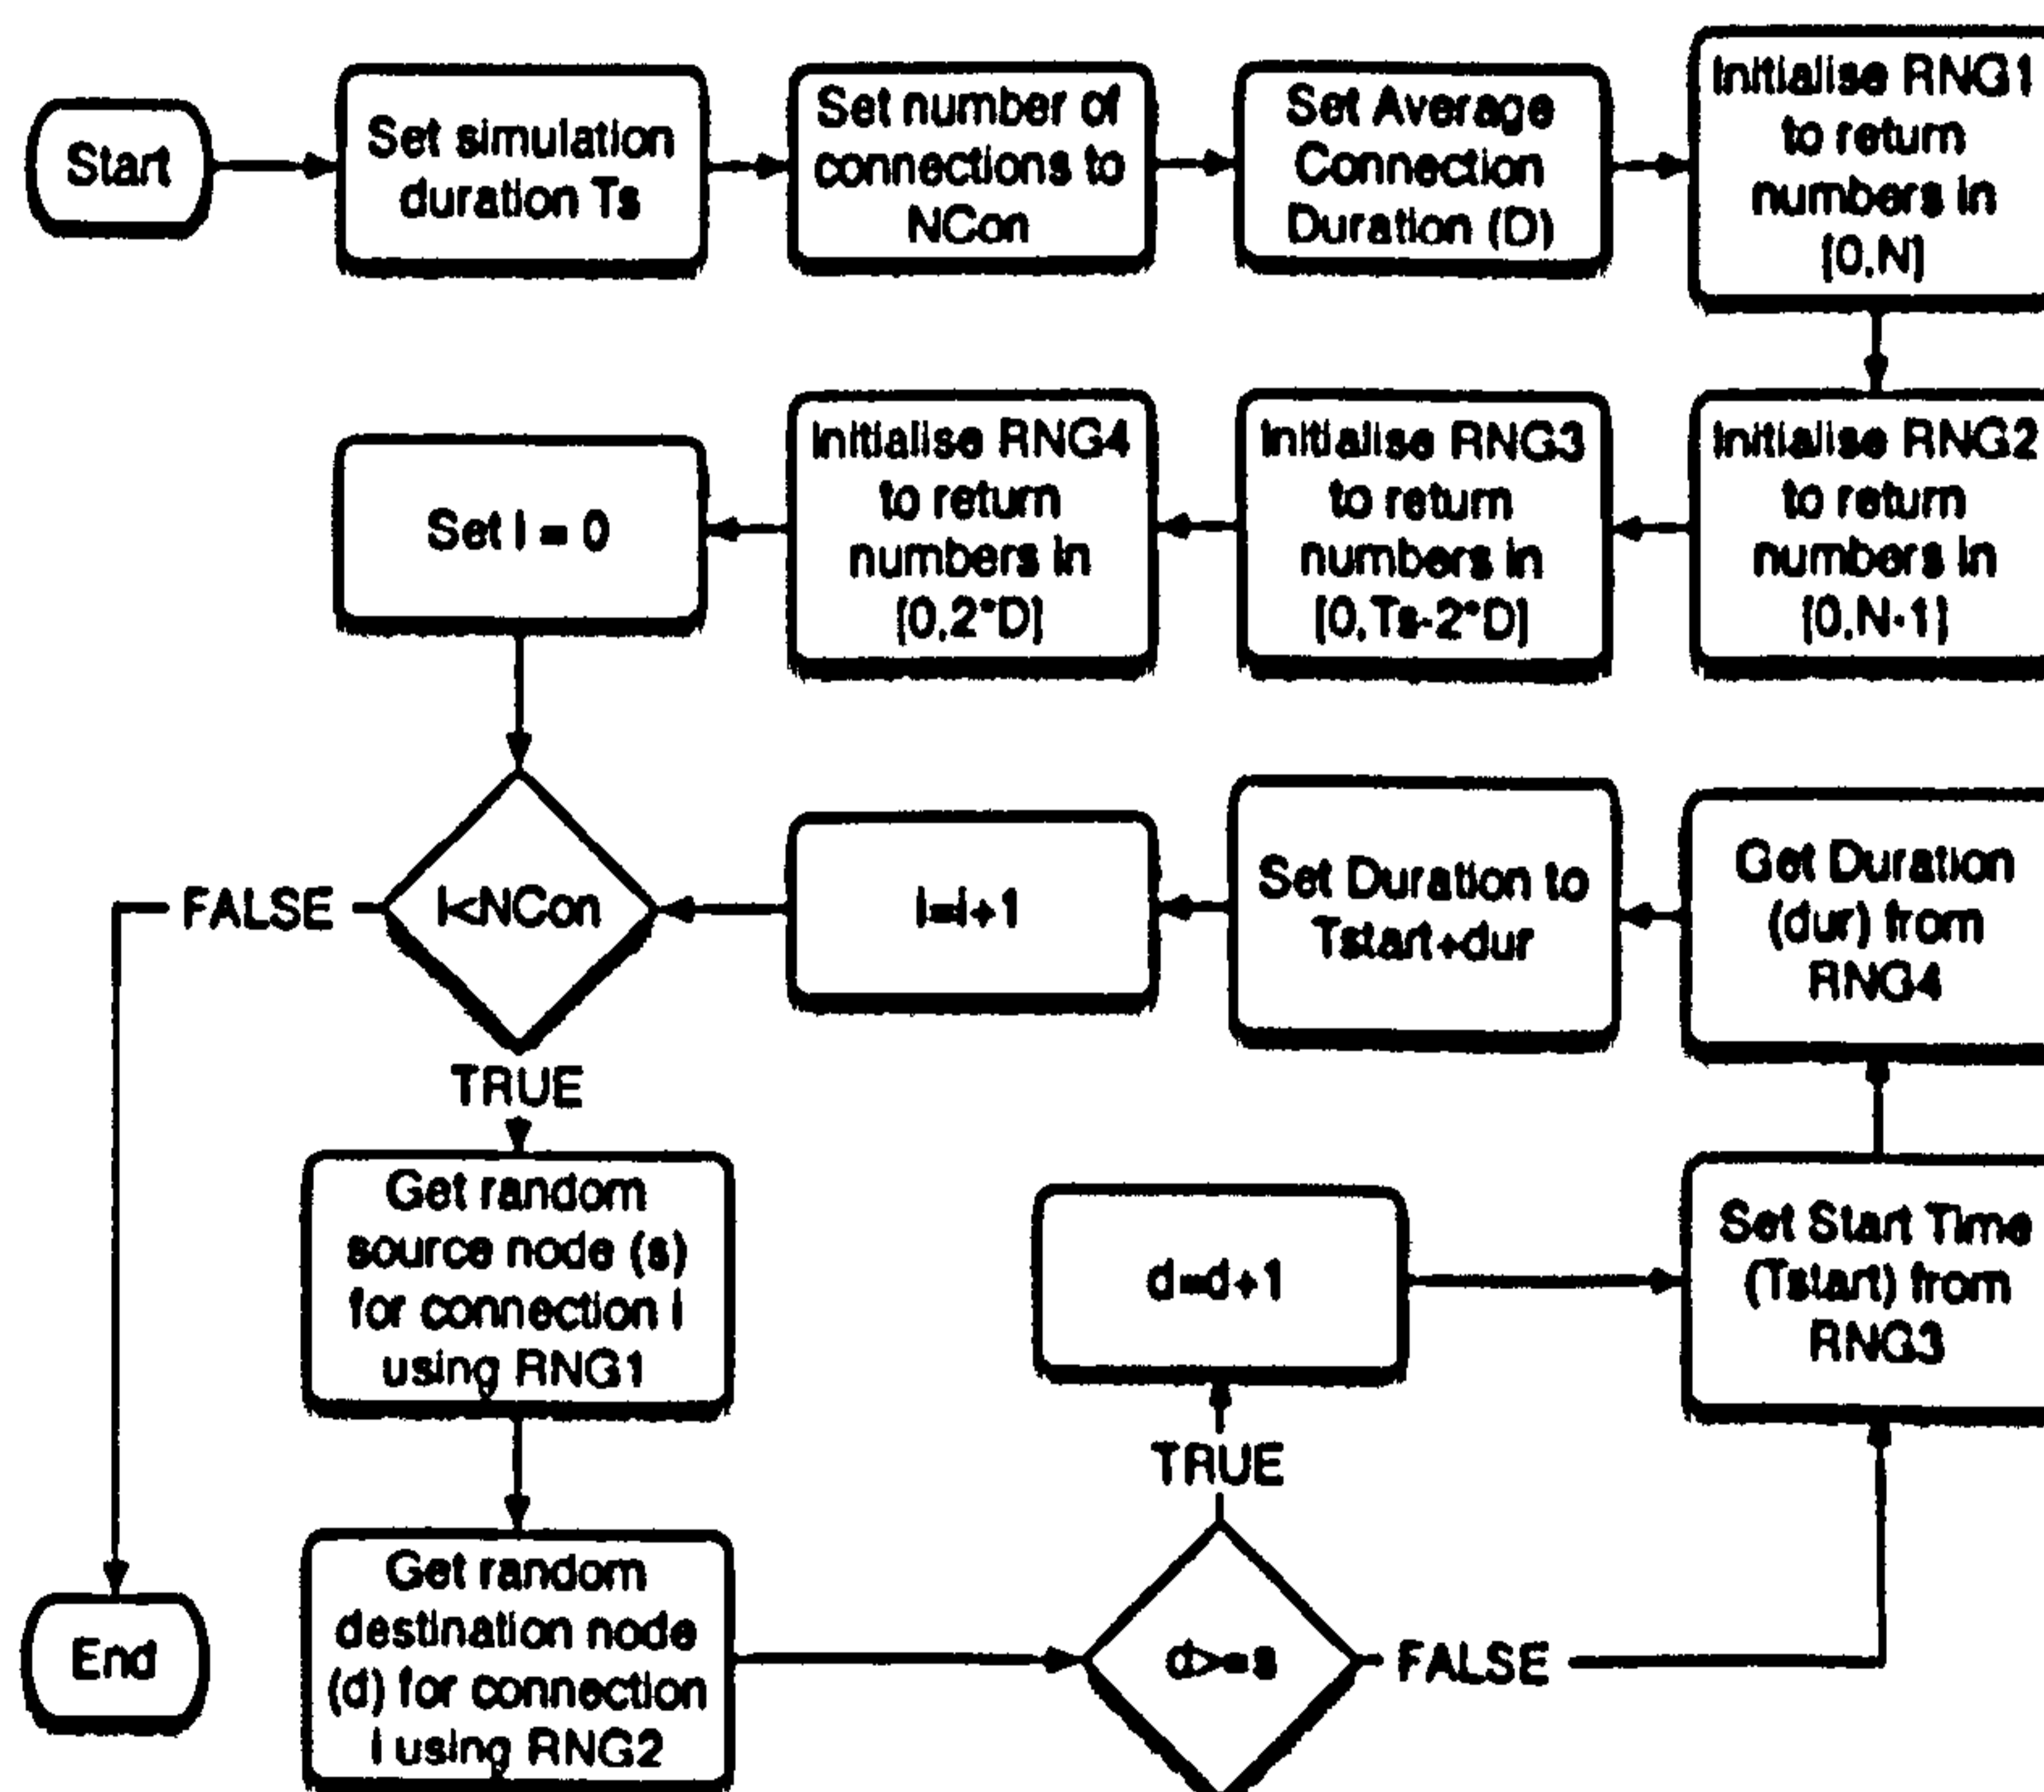 Start
Set simulation
duration Ts
Set number of
connections to
NCon
Set Average
Connection
Duration (D)
Initialise RNG1
to return
numbers in
[0,N]
Initialise RNG2
to return
numbers in
[0,N-1]
Initialise RNG3
to return
numbers in
[0,Ts-2*D]
Initialise RNG4
to return
numbers in
[0,2*D]
Set i = 0
i<NCon
FALSE
TRUE
Get random
source node (s)
for connection i
using RNG1
Get random
destination node
(d) for connection
i using RNG2
d>=s
TRUE
FALSE
d=d+1
Set Start Time
(Tstart) from
RNG3
Get Duration
(dur) from
RNG4
Set Duration to
Tstart+dur
i=i+1
End